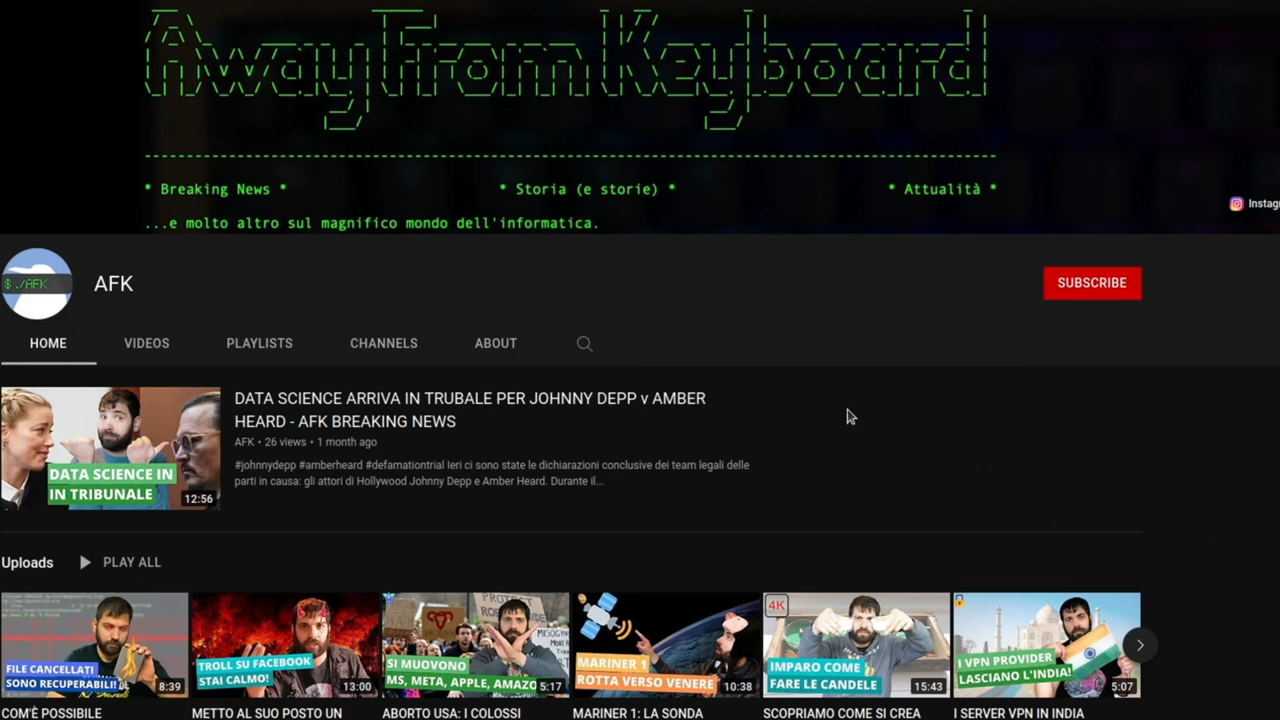 AwayFromKeyboard
* Breaking News * * Storia (e storie) * * Attualità *
...e molto altro sul magnifico mondo dell'informatica.
Instagr
$ ./AFK
AFK
SUBSCRIBE
HOME VIDEOS PLAYLISTS CHANNELS ABOUT
DATA SCIENCE IN
IN TRIBUNALE
12:56
DATA SCIENCE ARRIVA IN TRUBALE PER JOHNNY DEPP v AMBER
HEARD - AFK BREAKING NEWS
AFK • 26 views • 1 month ago
#johnnydepp #amberheard #defamationtrial Ieri ci sono state le dichiarazioni conclusive dei team legali delle
parti in causa: gli attori di Hollywood Johnny Depp e Amber Heard. Durante il...
Uploads PLAY ALL
FILE CANCELLATI
SONO RECUPERABILI!
8:39
TROLL SU FACEBOOK
STAI CALMO!
13:00
SI MUOVONO
MS, META, APPLE, AMAZO
5:17
MARINER 1
ROTTA VERSO VENERE
10:38
4K
IMPARO COME
FARE LE CANDELE
15:43
I VPN PROVIDER
LASCIANO L'INDIA!
5:07
COM'È POSSIBILE
METTO AL SUO POSTO UN
ABORTO USA: I COLOSSI
MARINER 1: LA SONDA
SCOPRIAMO COME SI CREA
I SERVER VPN IN INDIA